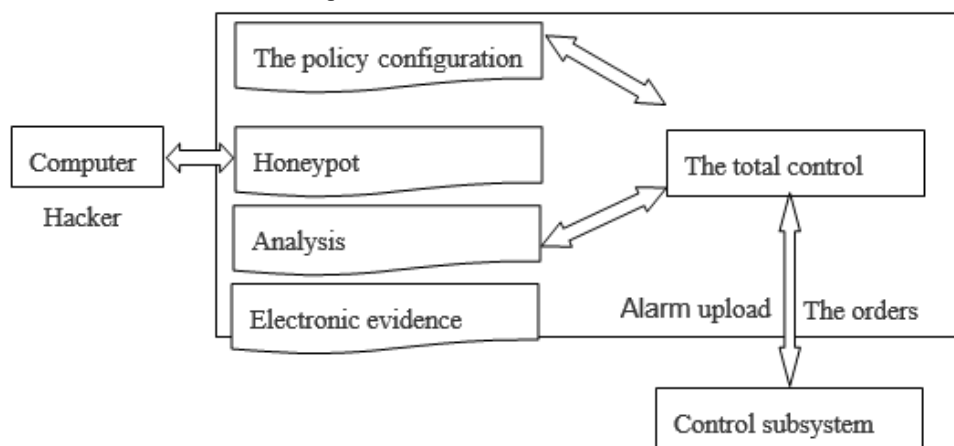 The policy configuration
Computer
Hacker
Honeypot
Analysis
Electronic evidence
The total control
Alarm upload
The orders
Control subsystem